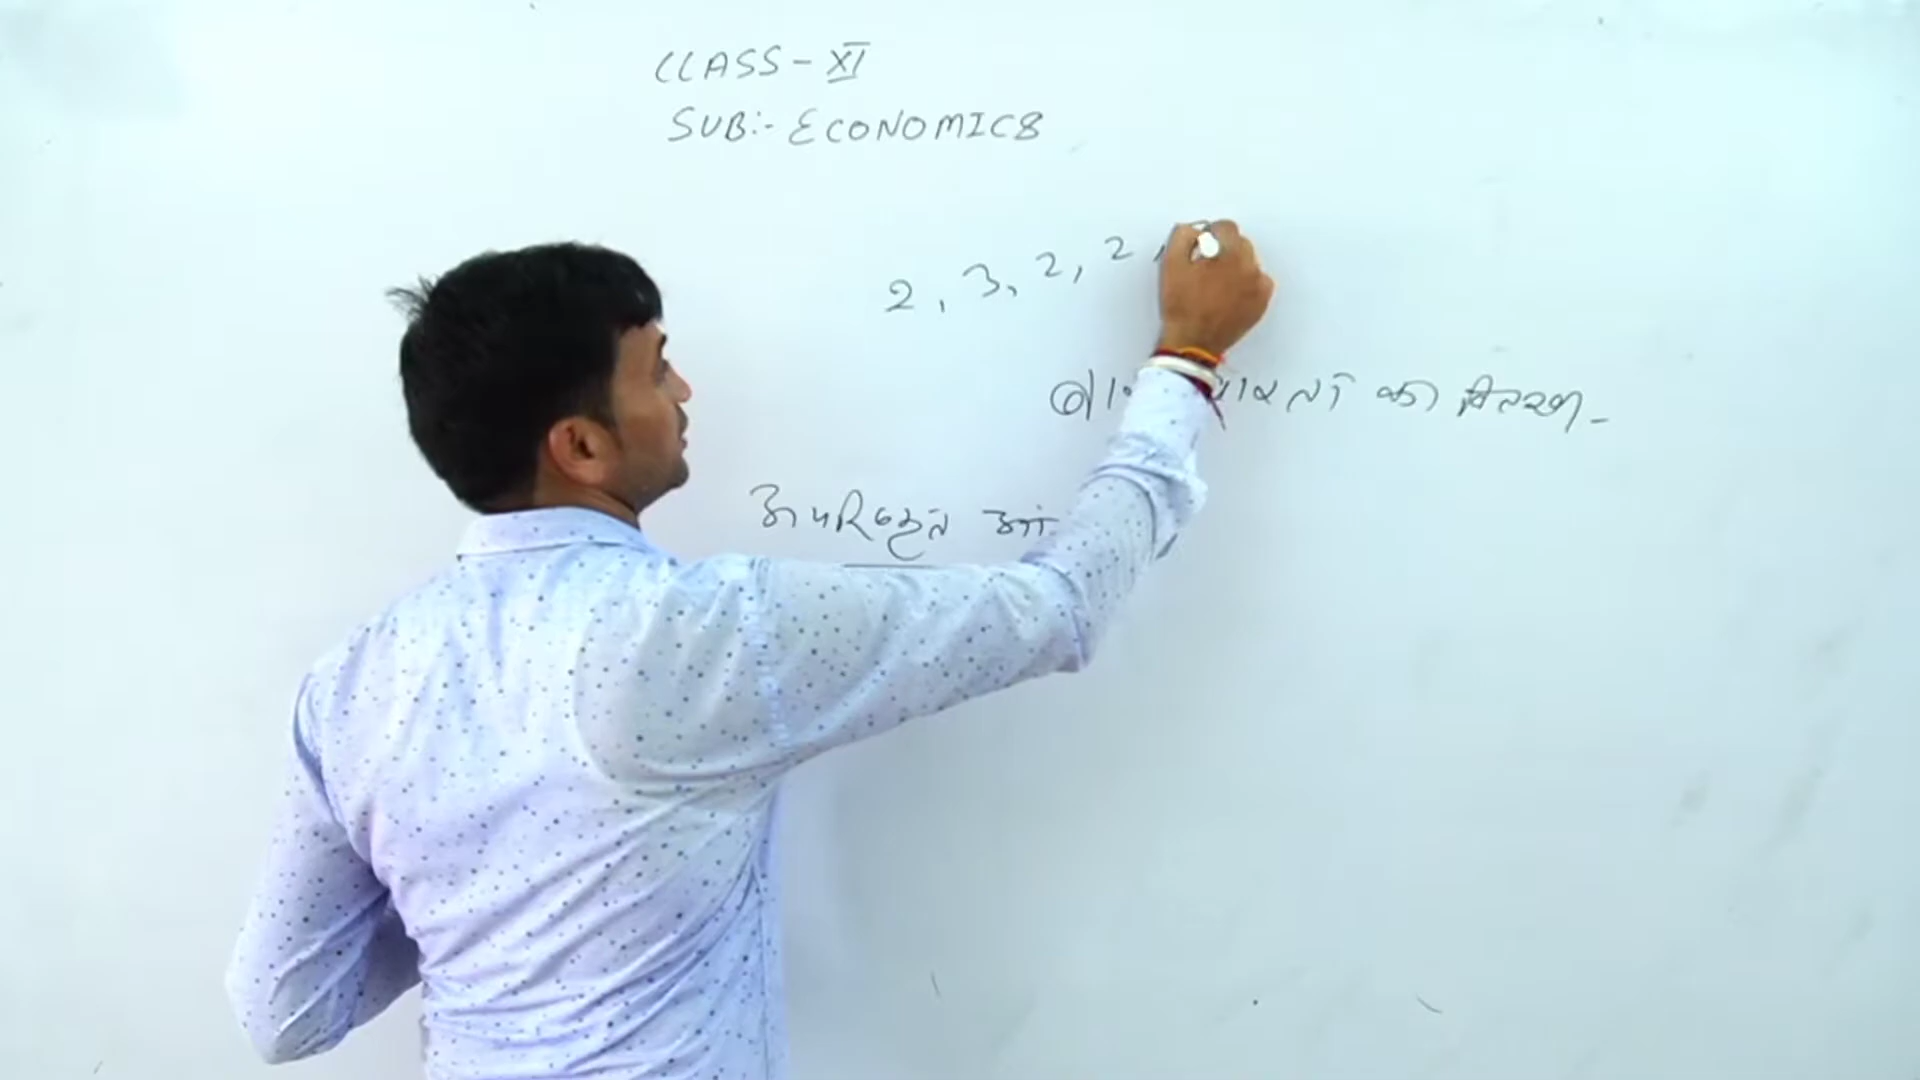 CLASS - XI
SUB:- ECONOMICS
2, 3, 2, 2,
का विवरण -
अपरिष्कृत आं